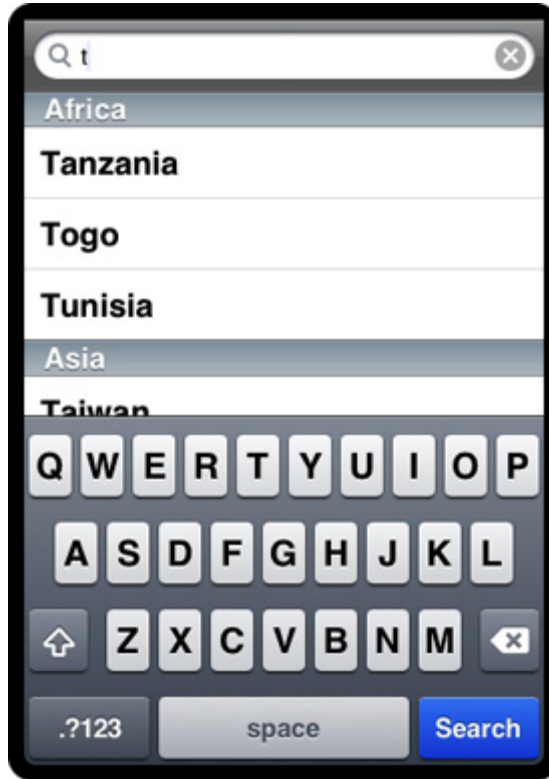 t
Africa
Tanzania
Togo
Tunisia
Asia
Taiwan
Q W E R T Y U I O P
A S D F G H J K L
Z X C V B N M
.?123 space Search